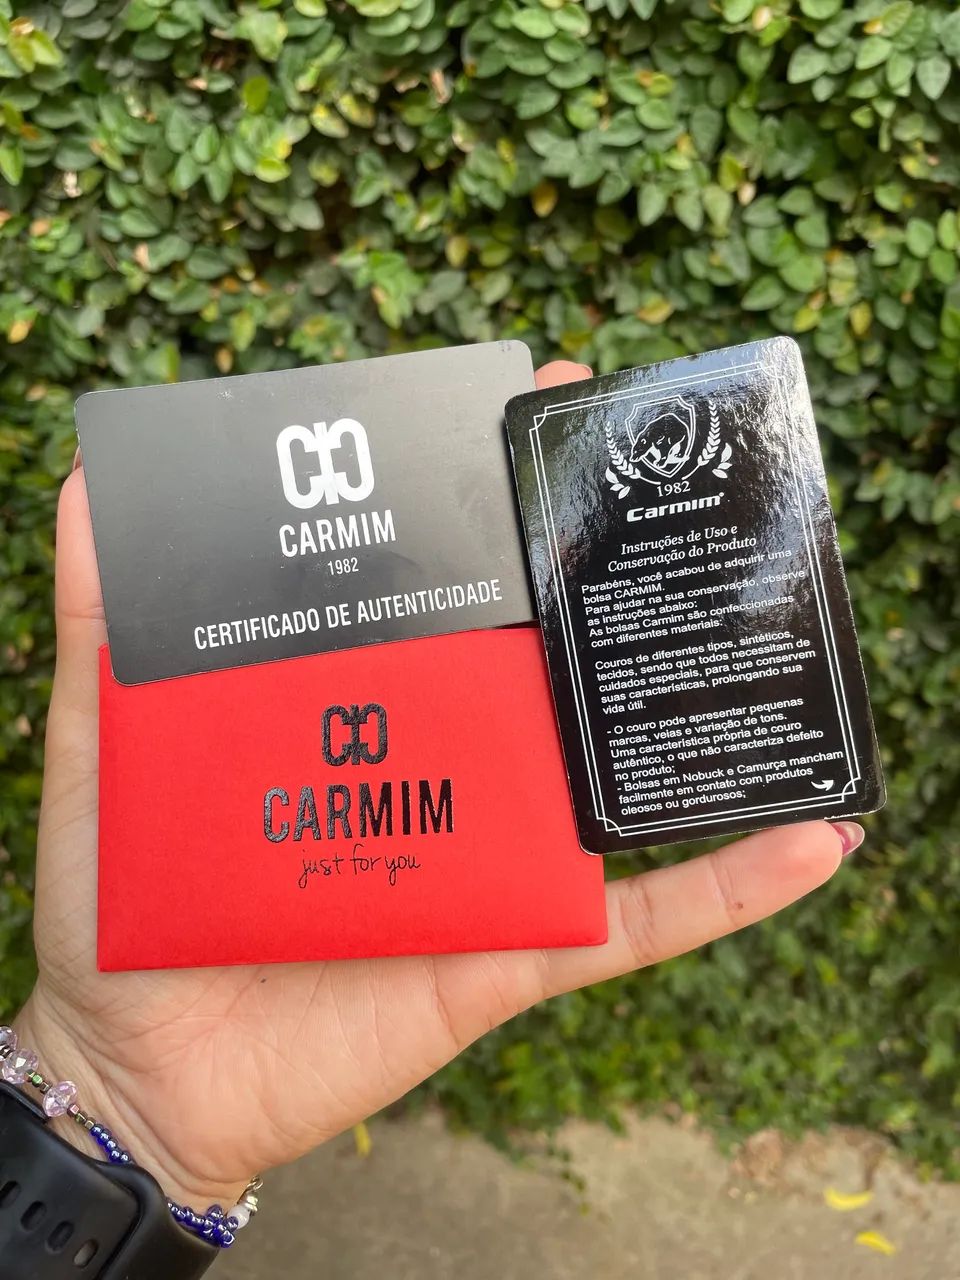 CARMIM
1982
CERTIFICADO DE AUTENTICIDADE
CARMIM
just for you
1982
Carmim
Instruções de Uso e
Conservação do Produto
Parabéns, você acabou de adquirir uma
bolsa CARMIM.
Para ajudar na sua conservação, observe
as instruções abaixo:
As bolsas Carmim são confeccionadas
com diferentes materiais:
Couros de diferentes tipos, sintéticos,
tecidos, sendo que todos necessitam de
cuidados especiais, para que conservem
suas características, prolongando sua
vida útil.
- O couro pode apresentar pequenas
marcas, veias e variação de tons.
Uma característica própria de couro
autêntico, o que não caracteriza defeito
no produto;
- Bolsas em Nobuck e Camurça mancham
facilmente em contato com produtos
oleosos ou gordurosos;